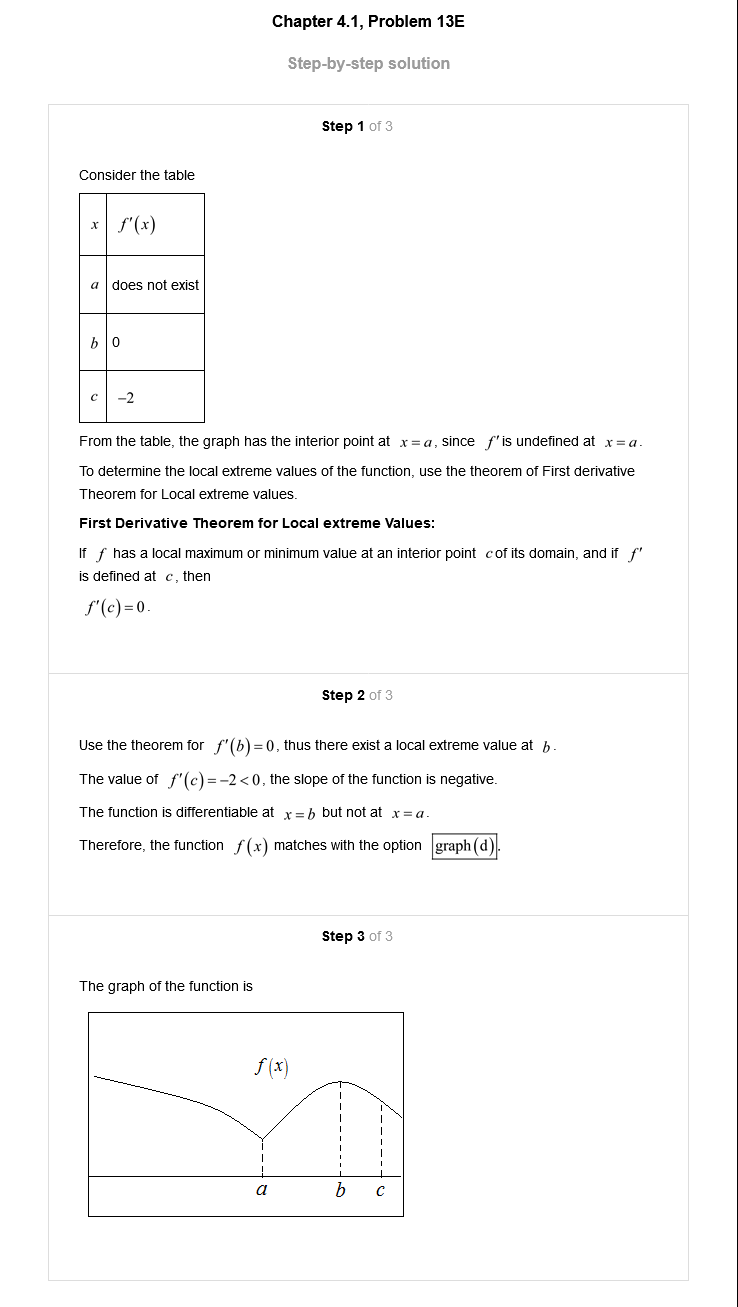 Chapter 4.1, Problem 13E
Step-by-step solution
Step 1 of 3
Consider the table
x f'(x)
a does not exist
b 0
c −2
From the table, the graph has the interior point at x = a, since f' is undefined at x = a.
To determine the local extreme values of the function, use the theorem of First derivative
Theorem for Local extreme values.
First Derivative Theorem for Local extreme Values:
If f has a local maximum or minimum value at an interior point c of its domain, and if f'
is defined at c, then
f'(c) = 0.
Step 2 of 3
Use the theorem for f'(b) = 0, thus there exist a local extreme value at b.
The value of f'(c) = −2 < 0, the slope of the function is negative.
The function is differentiable at x = b but not at x = a.
Therefore, the function f(x) matches with the option graph(d).
Step 3 of 3
The graph of the function is
f(x)
a b c